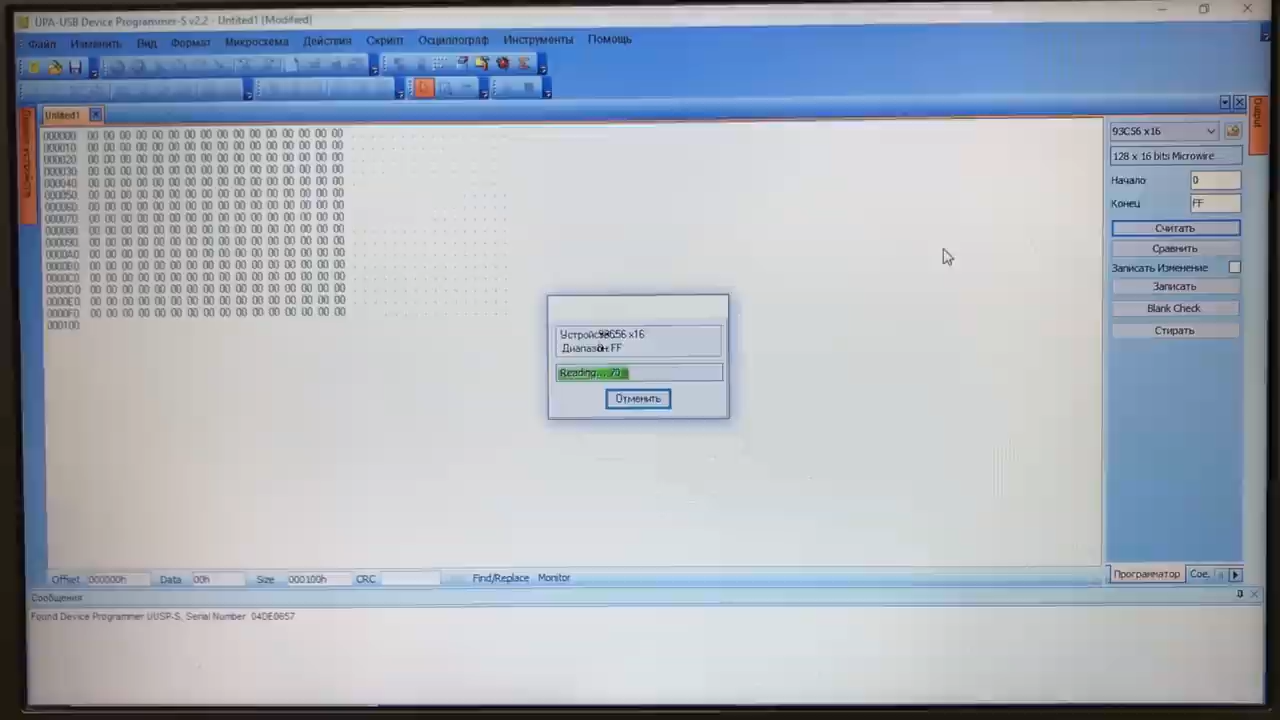 UPA-USB Device Programmer-S v2.2 - Untitled1 [Modified]
Файл Изменить Вид Формат Микросхема Действия Скрипт Осциллограф Инструменты Помощь
Untitled1
Output
000000 00 00 00 00 00 00 00 00 00 00 00 00 00 00 00 00
000010 00 00 00 00 00 00 00 00 00 00 00 00 00 00 00 00
000020 00 00 00 00 00 00 00 00 00 00 00 00 00 00 00 00
000030 00 00 00 00 00 00 00 00 00 00 00 00 00 00 00 00
000040 00 00 00 00 00 00 00 00 00 00 00 00 00 00 00 00
000050 00 00 00 00 00 00 00 00 00 00 00 00 00 00 00 00
000060 00 00 00 00 00 00 00 00 00 00 00 00 00 00 00 00
000070 00 00 00 00 00 00 00 00 00 00 00 00 00 00 00 00
000080 00 00 00 00 00 00 00 00 00 00 00 00 00 00 00 00
000090 00 00 00 00 00 00 00 00 00 00 00 00 00 00 00 00
0000A0 00 00 00 00 00 00 00 00 00 00 00 00 00 00 00 00
0000B0 00 00 00 00 00 00 00 00 00 00 00 00 00 00 00 00
0000C0 00 00 00 00 00 00 00 00 00 00 00 00 00 00 00 00
0000D0 00 00 00 00 00 00 00 00 00 00 00 00 00 00 00 00
0000E0 00 00 00 00 00 00 00 00 00 00 00 00 00 00 00 00
0000F0 00 00 00 00 00 00 00 00 00 00 00 00 00 00 00 00
000100
93C56 x16
128 x 16 bits Microwire...
Начало 0
Конец FF
Считать
Сравнить
Записать Изменение
Записать
Blank Check
Стирать
x16
FF
Reading... 70
Отменить
Программатор Сое.
Offset 000000h Data 00h Size 000100h CRC Find/Replace Monitor
Сообщения
Found Device Programmer UUSP-S, Serial Number 04DE0657